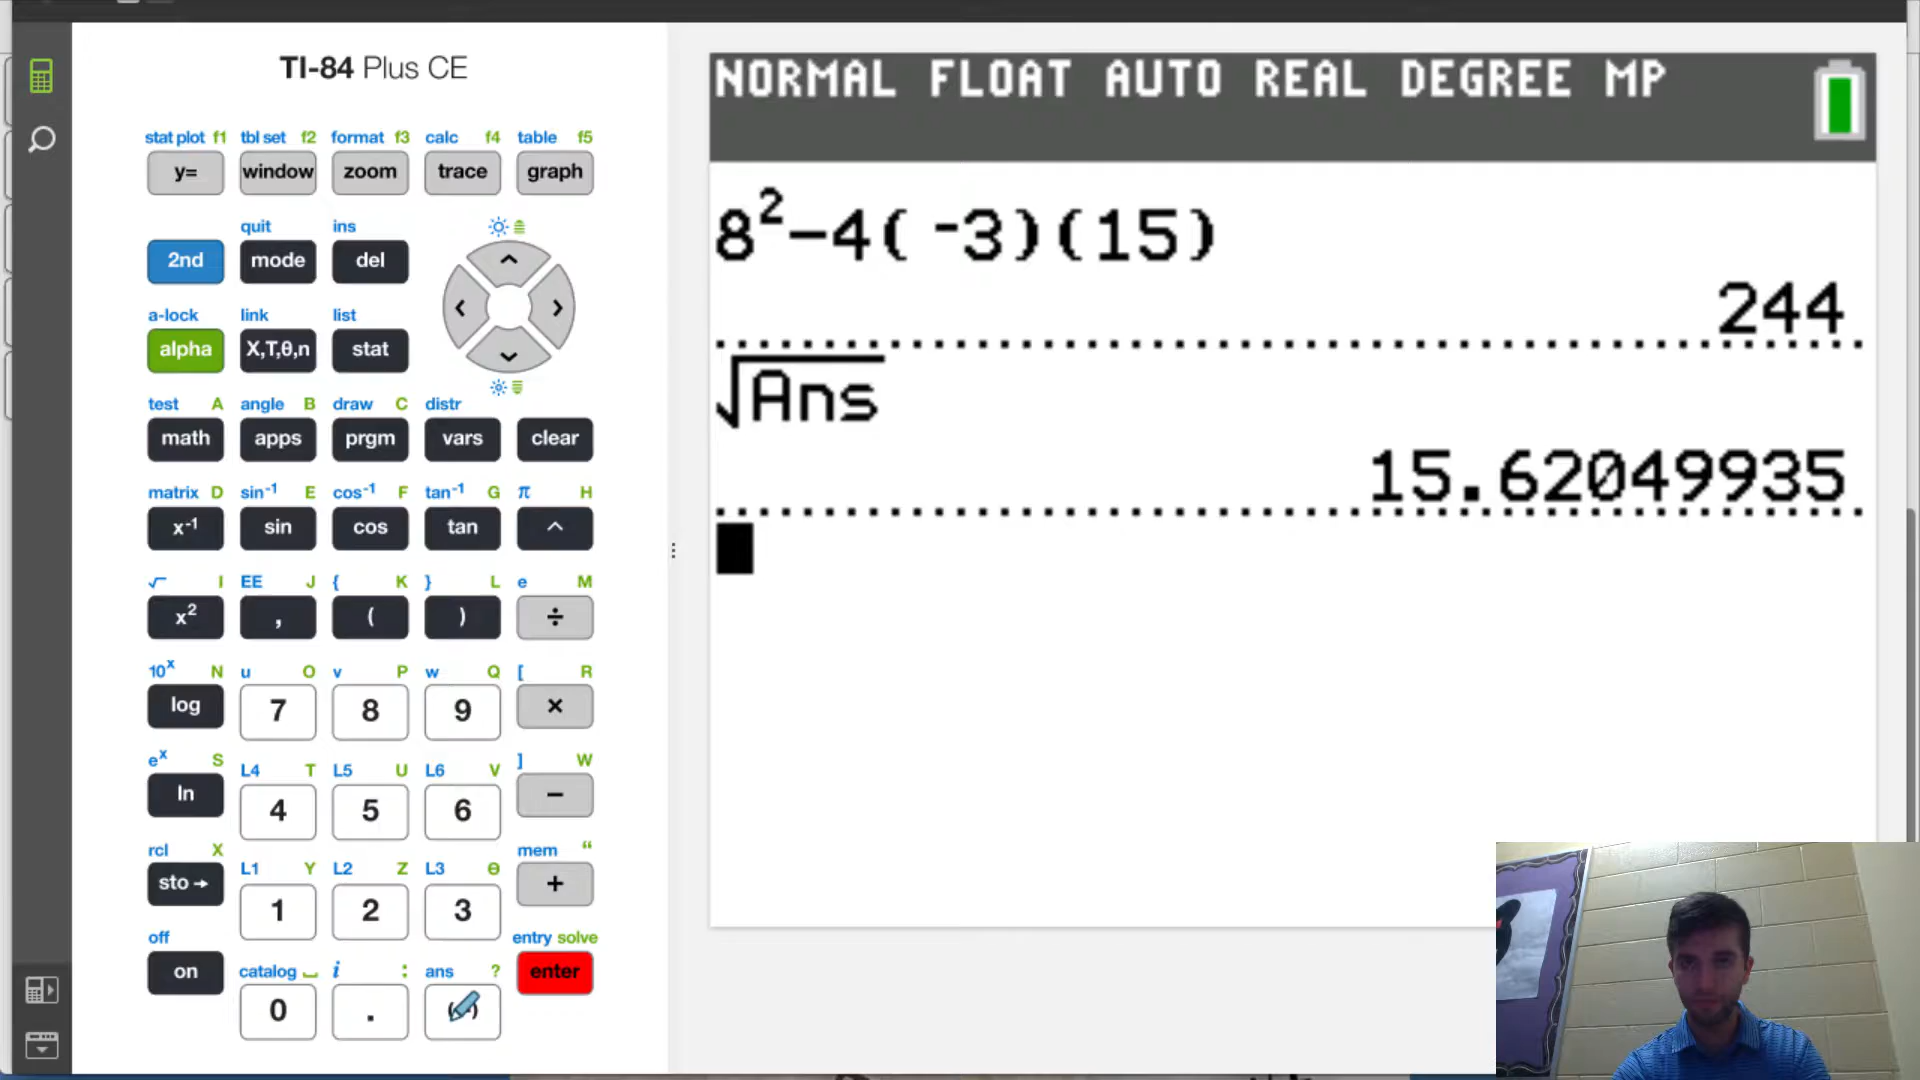 TI-84 Plus CE
stat plot f1 tbl set f2 format f3 calc f4 table f5
y= window zoom trace graph
quit ins
2nd mode del
a-lock link list
alpha X,T,θ,n stat
test A angle B draw C distr
math apps prgm vars clear
matrix D sin⁻¹ E cos⁻¹ F tan⁻¹ G π H
x⁻¹ sin cos tan ^
√ I EE J { K } L e M
x² , ( ) ÷
10ˣ N u O v P w Q [ R
log 7 8 9 ×
eˣ S L4 T L5 U L6 V ] W
ln 4 5 6 −
rcl X L1 Y L2 Z L3 θ mem “
sto→ 1 2 3 +
off catalog ⎵ i : ans ? entry solve
on 0 . enter
NORMAL FLOAT AUTO REAL DEGREE MP
8²−4(⁻3)(15)
244
√Ans
15.62049935